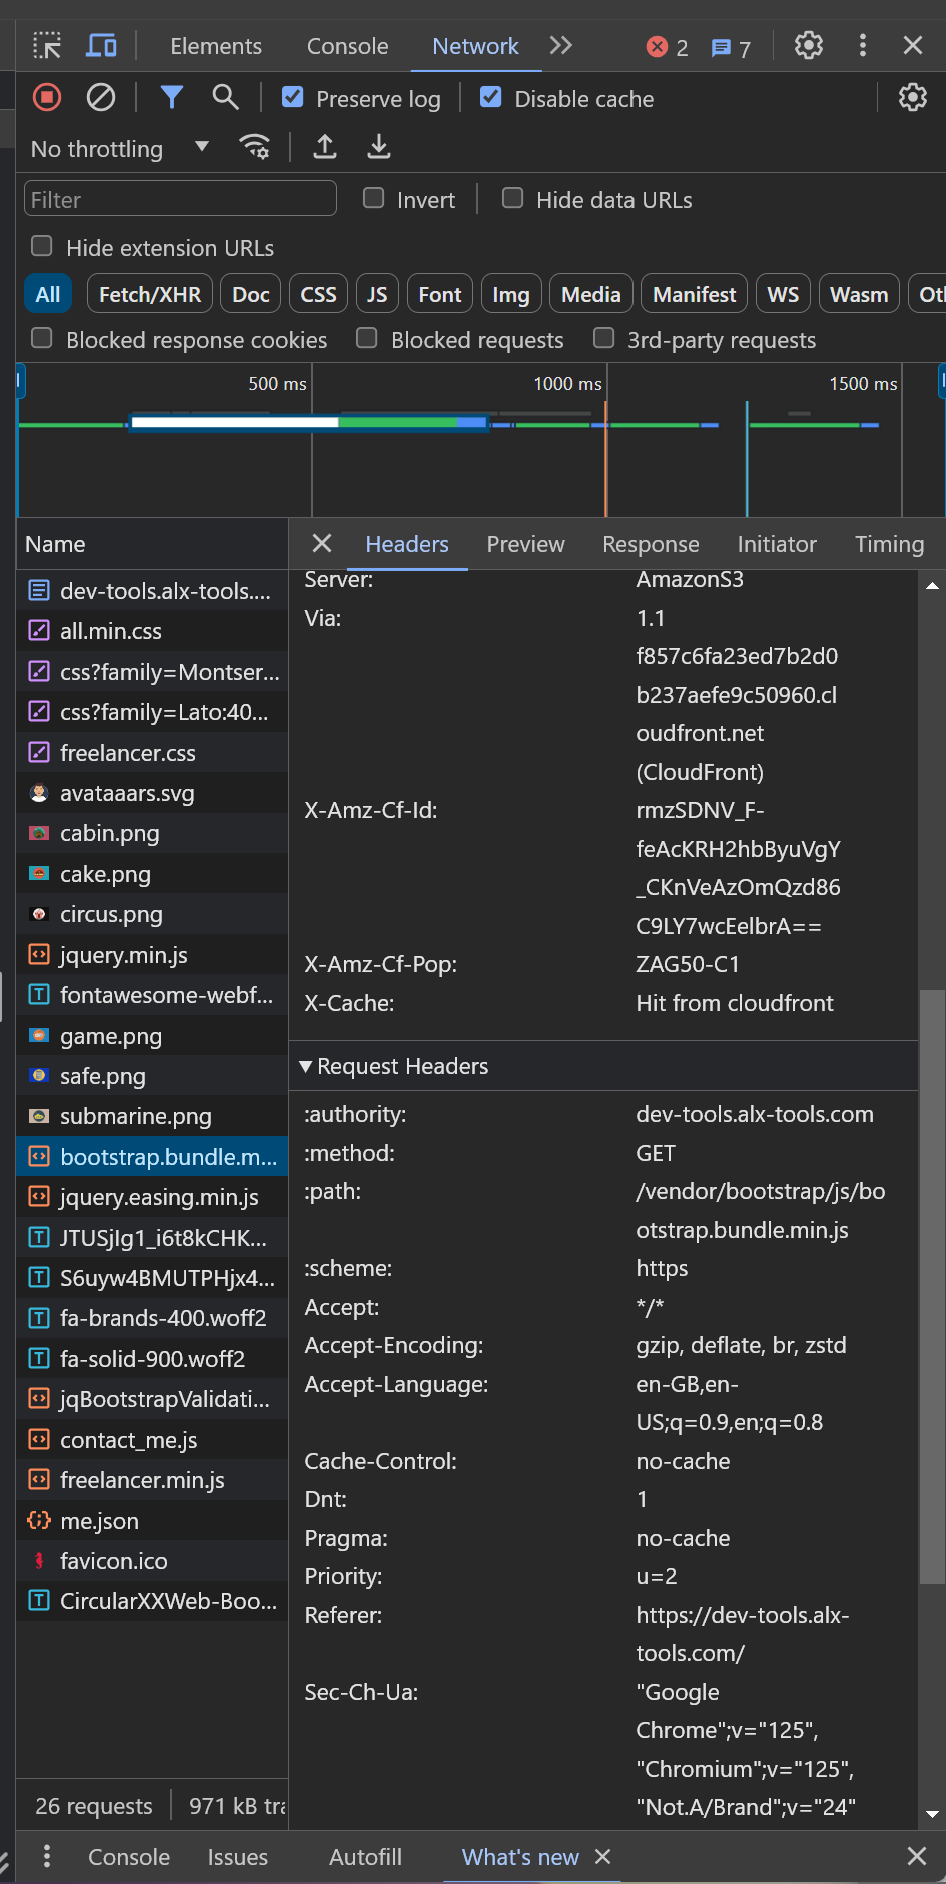 Elements Console Network 2 7
Preserve log Disable cache
No throttling
Filter Invert Hide data URLs
Hide extension URLs
All Fetch/XHR Doc CSS JS Font Img Media Manifest WS Wasm Ot
Blocked response cookies Blocked requests 3rd-party requests
500 ms 1000 ms 1500 ms
Name
dev-tools.alx-tools....
all.min.css
css?family=Montser...
css?family=Lato:40...
freelancer.css
avataaars.svg
cabin.png
cake.png
circus.png
jquery.min.js
fontawesome-webf...
game.png
safe.png
submarine.png
bootstrap.bundle.m...
jquery.easing.min.js
JTUSjIg1_i6t8kCHK...
S6uyw4BMUTPHjx4...
fa-brands-400.woff2
fa-solid-900.woff2
jqBootstrapValidati...
contact_me.js
freelancer.min.js
me.json
favicon.ico
CircularXXWeb-Boo...
26 requests 971 kB tra
Headers Preview Response Initiator Timing
Server: AmazonS3
Via: 1.1
f857c6fa23ed7b2d0
b237aefe9c50960.cl
oudfront.net
(CloudFront)
X-Amz-Cf-Id: rmzSDNV_F-
feAcKRH2hbByuVgY
_CKnVeAzOmQzd86
C9LY7wcEelbrA==
X-Amz-Cf-Pop: ZAG50-C1
X-Cache: Hit from cloudfront
Request Headers
:authority: dev-tools.alx-tools.com
:method: GET
:path: /vendor/bootstrap/js/bo
otstrap.bundle.min.js
:scheme: https
Accept: */*
Accept-Encoding: gzip, deflate, br, zstd
Accept-Language: en-GB,en-
US;q=0.9,en;q=0.8
Cache-Control: no-cache
Dnt: 1
Pragma: no-cache
Priority: u=2
Referer: https://dev-tools.alx-
tools.com/
Sec-Ch-Ua: "Google
Chrome";v="125",
"Chromium";v="125",
"Not.A/Brand";v="24"
Console Issues Autofill What's new